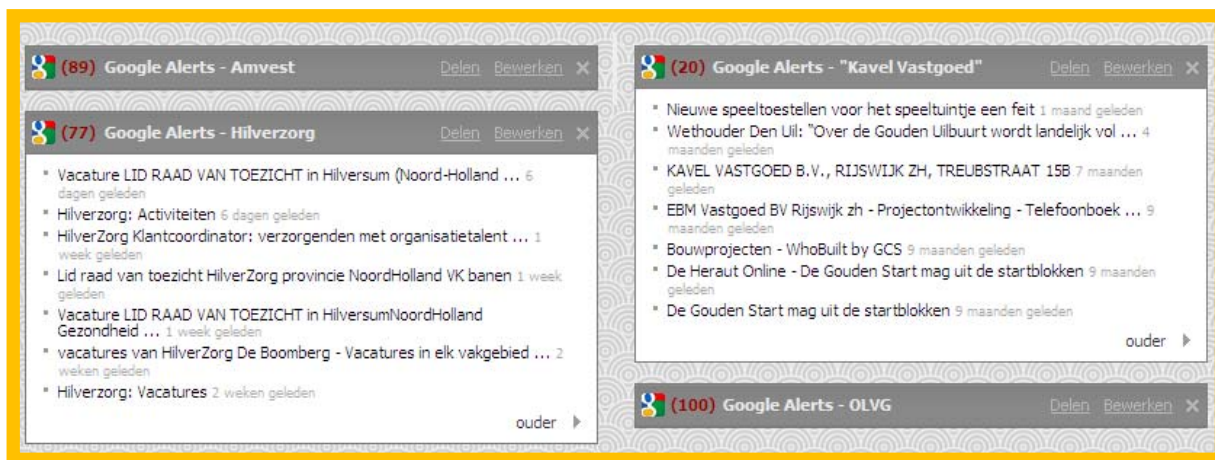 (89) Google Alerts - Amvest Delen Bewerken
(77) Google Alerts - Hilverzorg Delen Bewerken
Vacature LID RAAD VAN TOEZICHT in Hilversum (Noord-Holland ... 6
dagen geleden
Hilverzorg: Activiteiten 6 dagen geleden
HilverZorg Klantcoordinator: verzorgenden met organisatietalent ... 1
week geleden
Lid raad van toezicht HilverZorg provincie NoordHolland VK banen 1 week
geleden
Vacature LID RAAD VAN TOEZICHT in HilversumNoordHolland
Gezondheid ... 1 week geleden
vacatures van HilverZorg De Boomberg - Vacatures in elk vakgebied ... 2
weken geleden
Hilverzorg: Vacatures 2 weken geleden
ouder
(20) Google Alerts - "Kavel Vastgoed" Delen Bewerken
Nieuwe speeltoestellen voor het speeltuintje een feit 1 maand geleden
Wethouder Den Uil: "Over de Gouden Uilbuurt wordt landelijk vol ... 4
maanden geleden
KAVEL VASTGOED B.V., RIJSWIJK ZH, TREUBSTRAAT 15B 7 maanden
geleden
EBM Vastgoed BV Rijswijk zh - Projectontwikkeling - Telefoonboek ... 9
maanden geleden
Bouwprojecten - WhoBuilt by GCS 9 maanden geleden
De Heraut Online - De Gouden Start mag uit de startblokken 9 maanden
geleden
De Gouden Start mag uit de startblokken 9 maanden geleden
ouder
(100) Google Alerts - OLVG Delen Bewerken